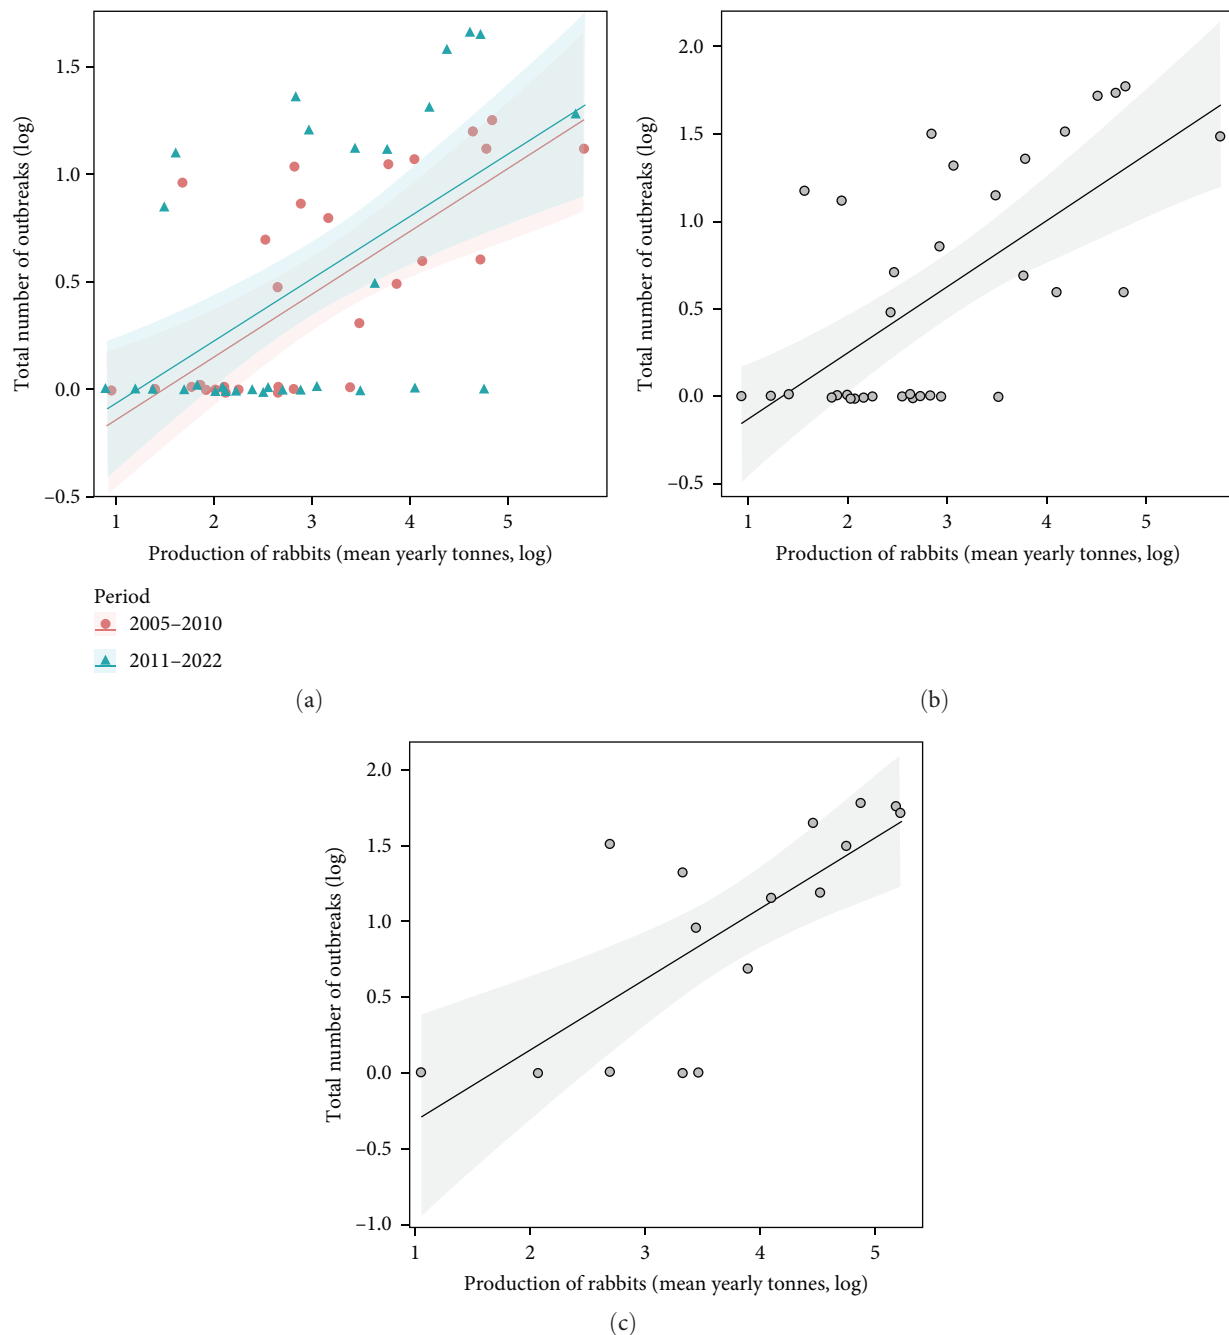 1.5
1.0
0.5
0.0
−0.5
Total number of outbreaks (log)
1 2 3 4 5
Production of rabbits (mean yearly tonnes, log)
Period
2005–2010
2011–2022
(a)
2.0
1.5
1.0
0.5
0.0
−0.5
Total number of outbreaks (log)
1 2 3 4 5
Production of rabbits (mean yearly tonnes, log)
(b)
2.0
1.5
1.0
0.5
0.0
−0.5
−1.0
Total number of outbreaks (log)
1 2 3 4 5
Production of rabbits (mean yearly tonnes, log)
(c)